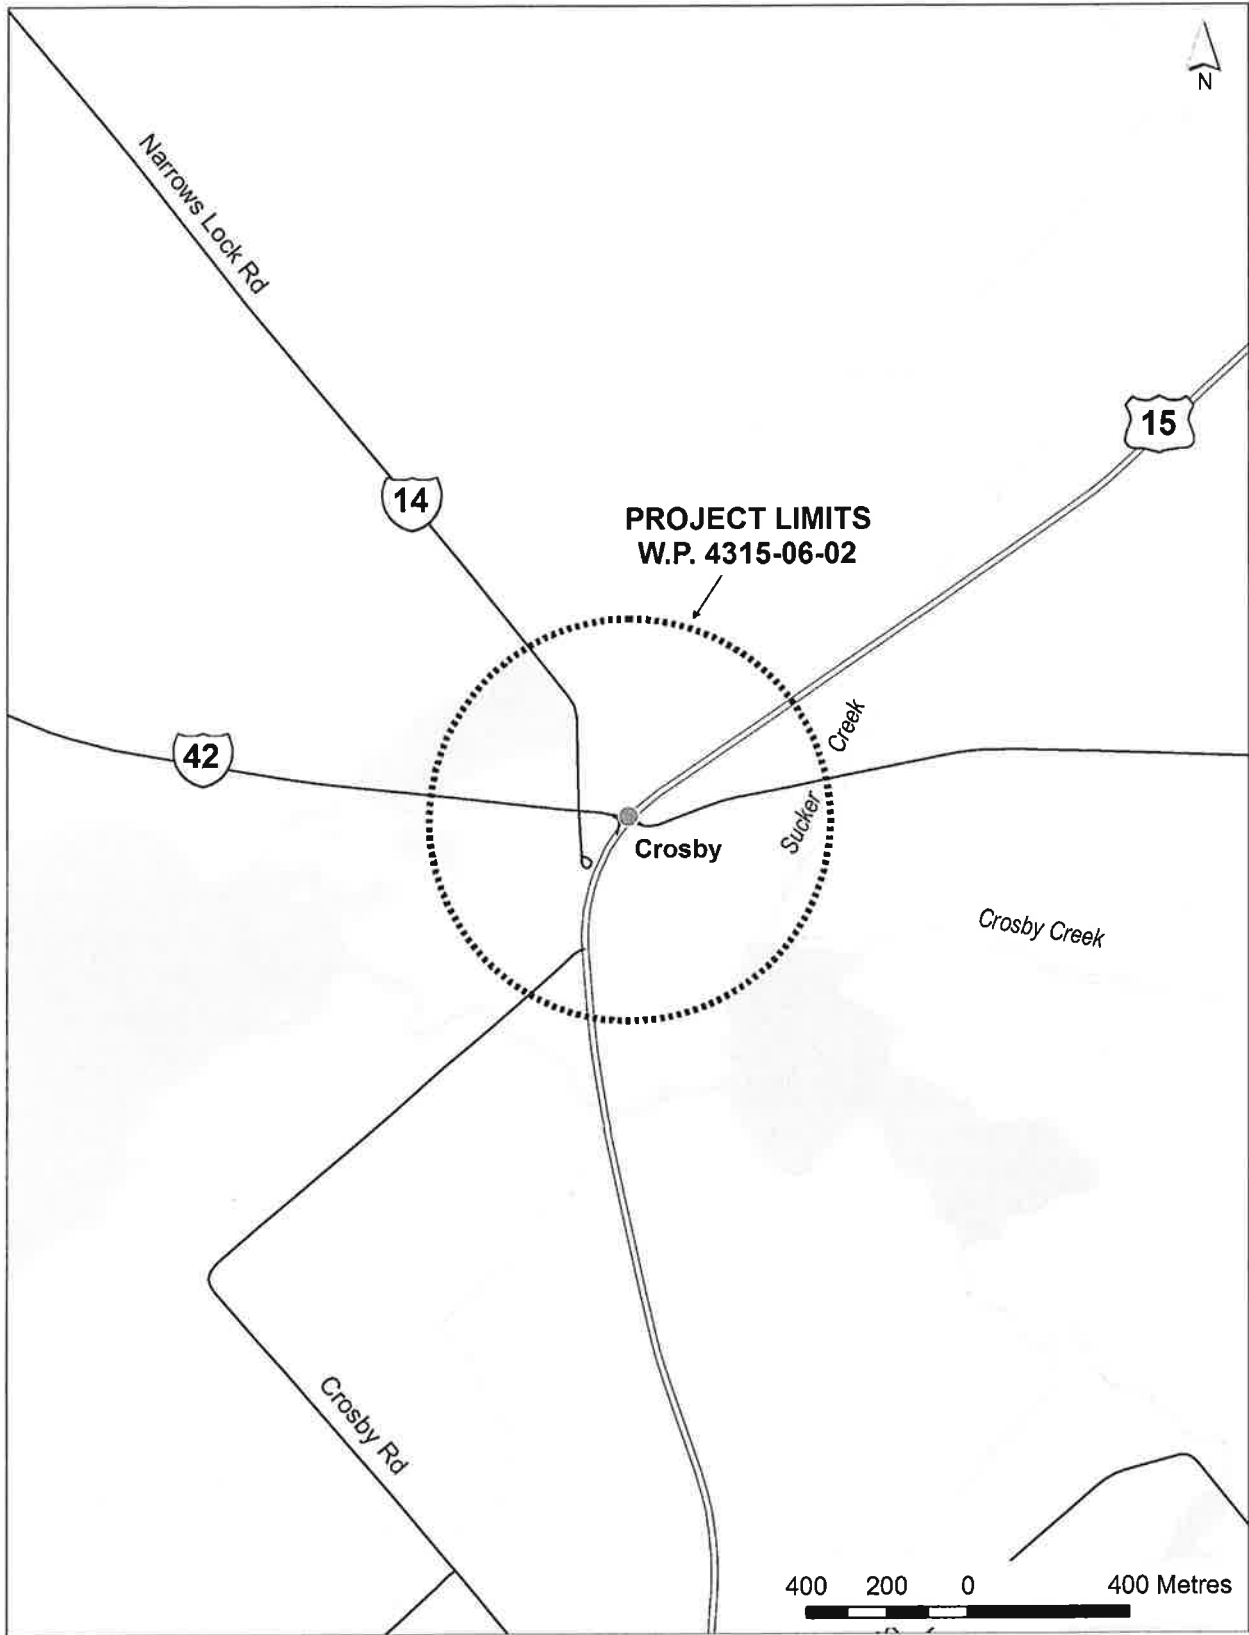 N
Narrows Lock Rd
15
14
PROJECT LIMITS
W.P. 4315-06-02
Creek
42
Sucker
Crosby
Crosby Creek
Crosby Rd
400 200 0 400 Metres